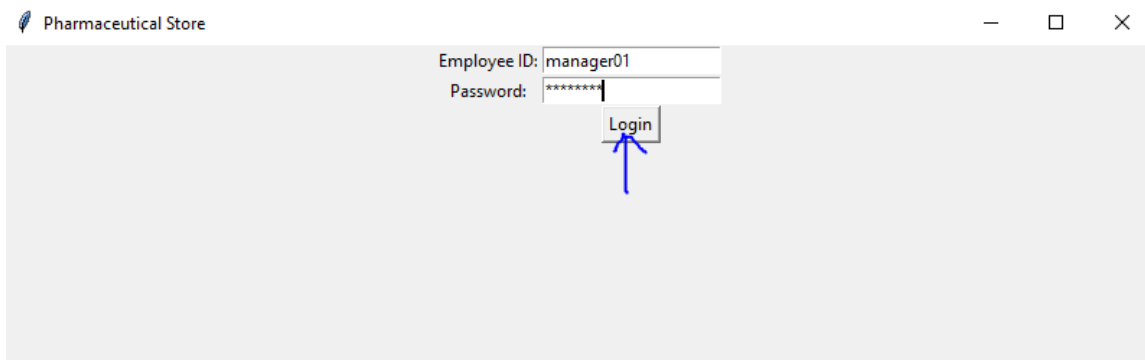 Pharmaceutical Store
Employee ID: manager01
Password: ********
Login